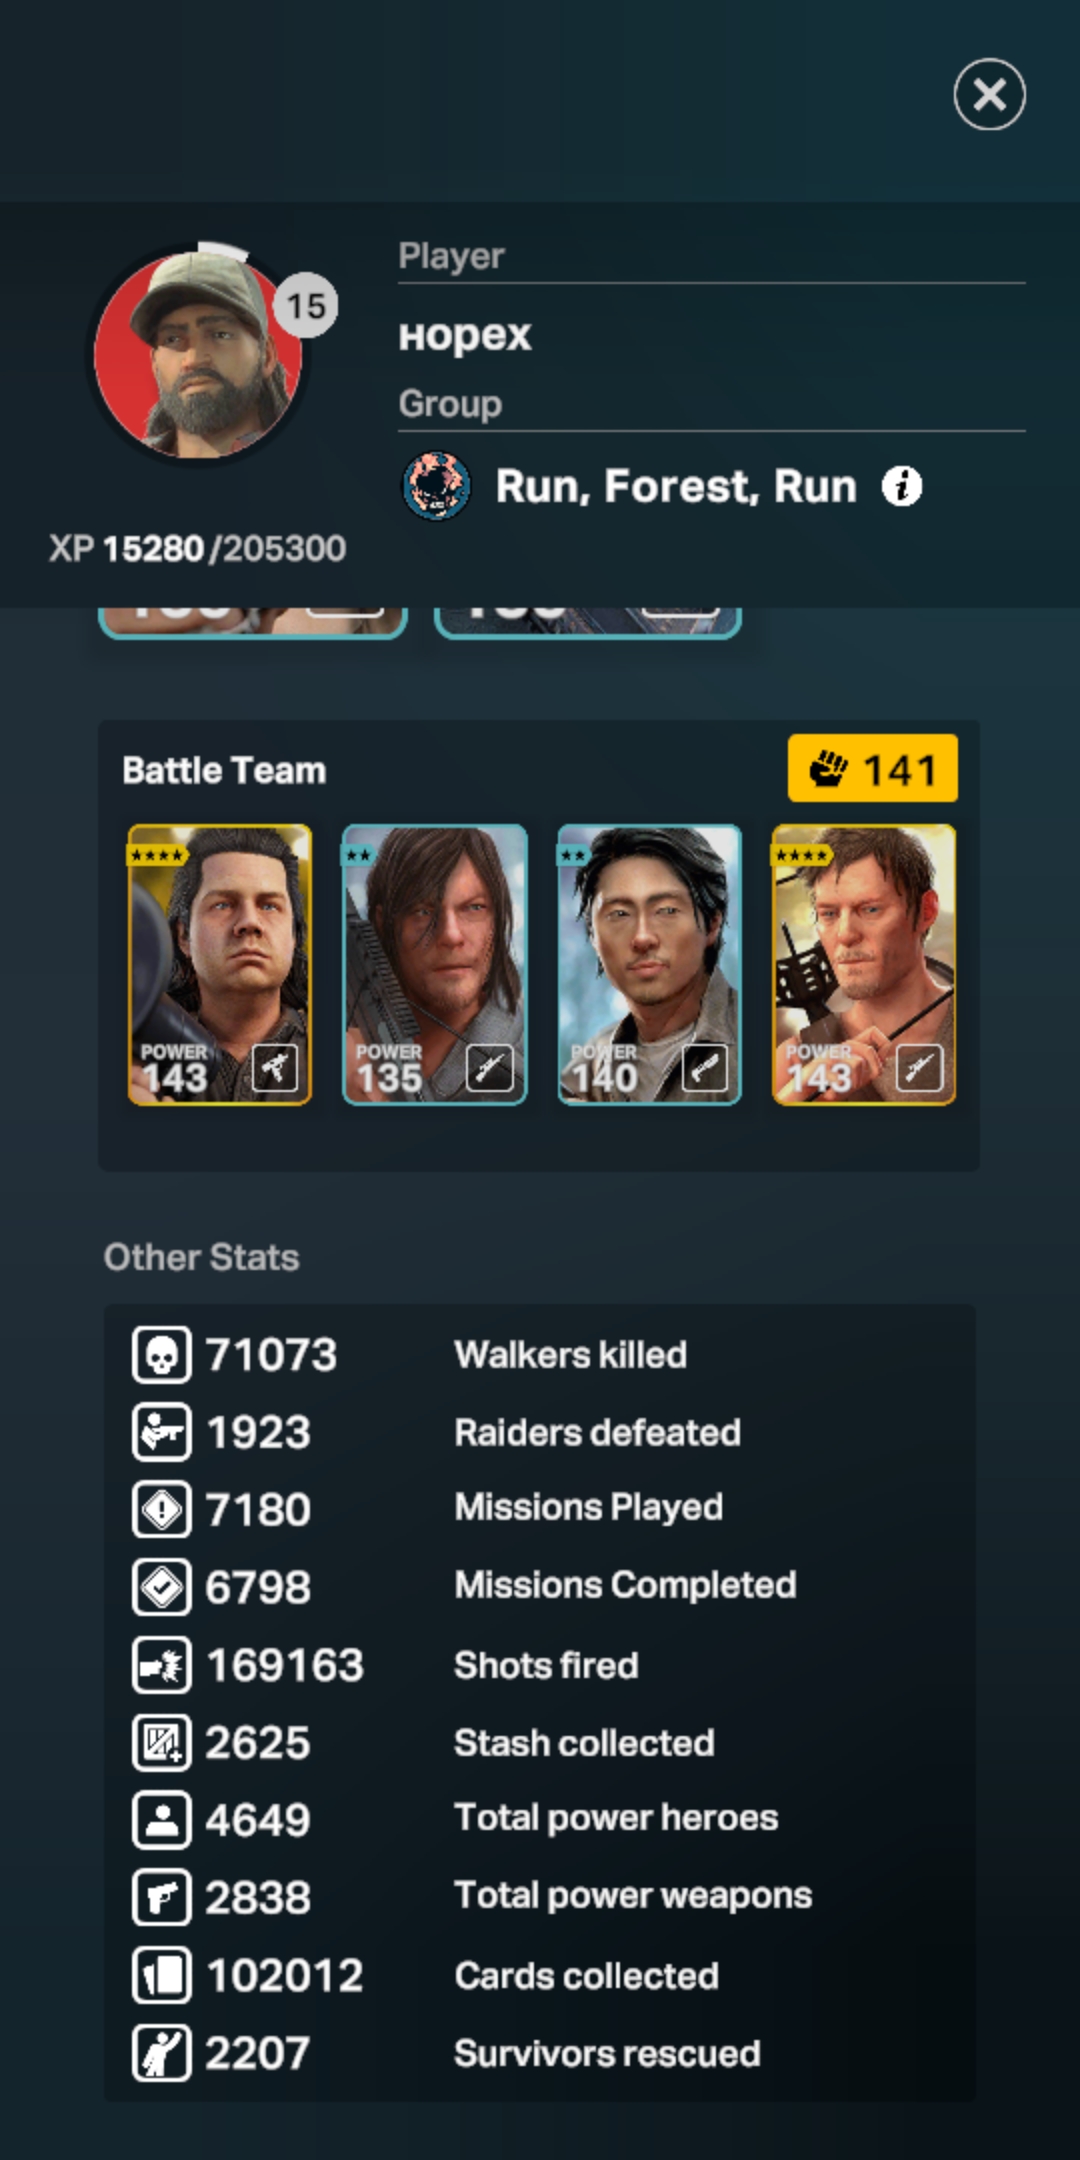 Player
15
нopex
Group
Run, Forest, Run
XP 15280/205300
Battle Team
141
POWER
143
POWER
135
POWER
140
POWER
143
Other Stats
71073 Walkers killed
1923 Raiders defeated
7180 Missions Played
6798 Missions Completed
169163 Shots fired
2625 Stash collected
4649 Total power heroes
2838 Total power weapons
102012 Cards collected
2207 Survivors rescued